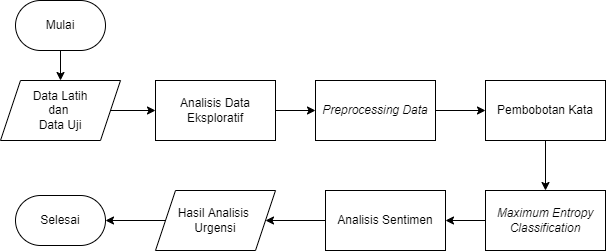 Mulai
Data Latih
dan
Data Uji
Analisis Data
Eksploratif
Preprocessing Data
Pembobotan Kata
Maximum Entropy
Classification
Analisis Sentimen
Hasil Analisis
Urgensi
Selesai